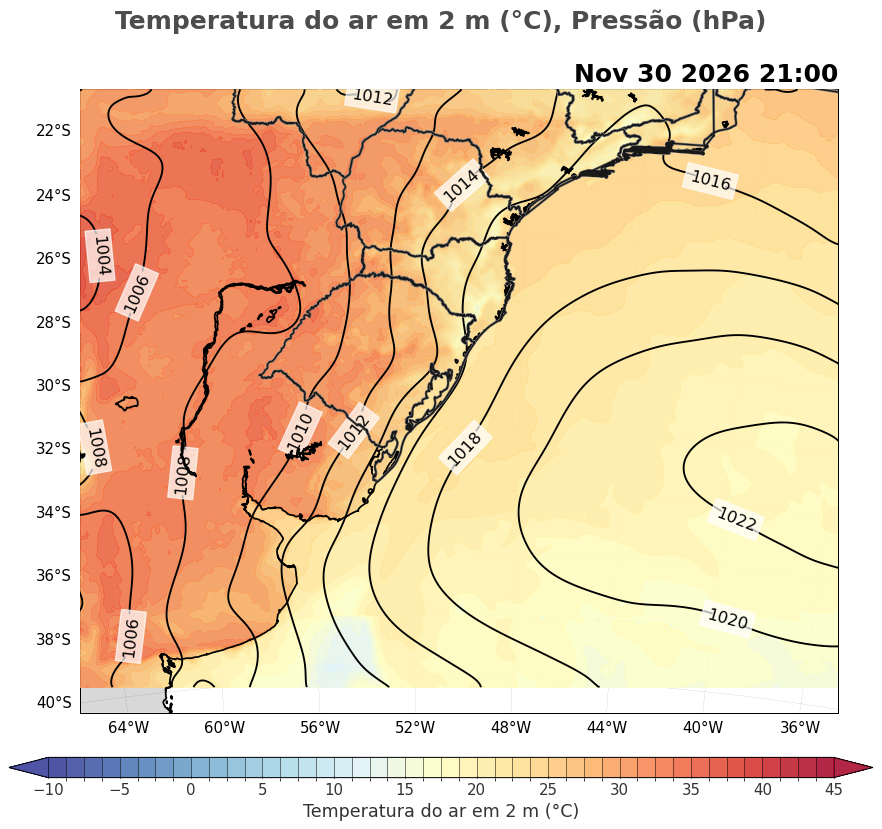 Temperatura do ar em 2 m (°C), Pressão (hPa)
Nov 30 2026 21:00
1012
22°S
1014
1016
24°S
1004
26°S
1006
28°S
30°S
1010
1012
1008
1018
32°S
1008
1022
34°S
36°S
1006
1020
38°S
40°S
64°W 60°W 56°W 52°W 48°W 44°W 40°W 36°W
−10 −5 0 5 10 15 20 25 30 35 40 45
Temperatura do ar em 2 m (°C)